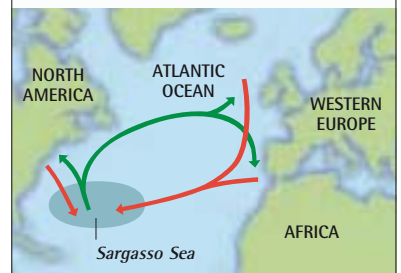 NORTH
AMERICA
ATLANTIC
OCEAN
WESTERN
EUROPE
AFRICA
Sargasso Sea